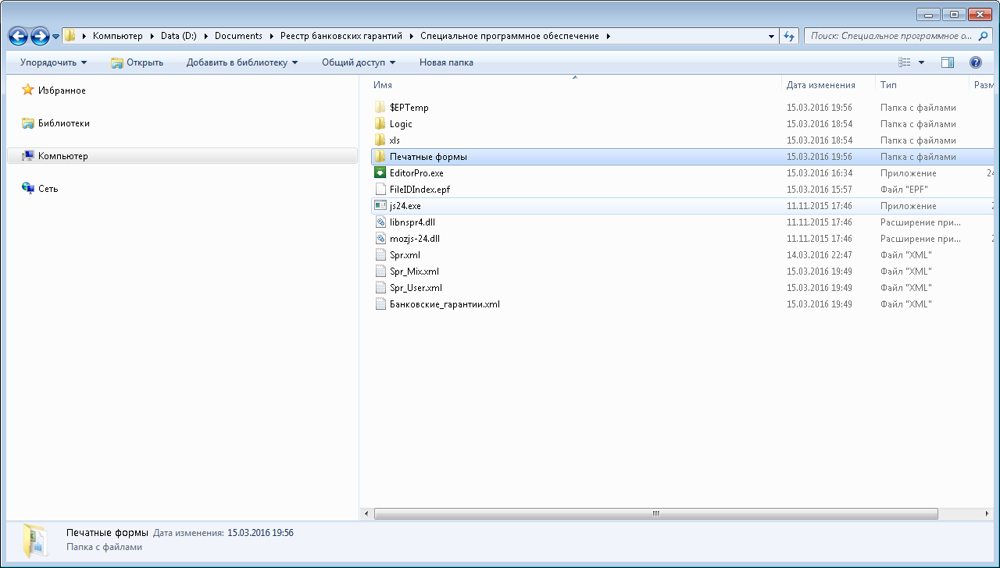 Компьютер Data (D:) Documents Реестр банковских гарантий Специальное программное обеспечение Поиск: Специальное программное о...
Упорядочить Открыть Добавить в библиотеку Общий доступ Новая папка
Избранное
Библиотеки
Компьютер
Сеть
Имя Дата изменения Тип Разм
$EPTemp 15.03.2016 19:56 Папка с файлами
Logic 15.03.2016 18:54 Папка с файлами
xls 15.03.2016 18:54 Папка с файлами
Печатные формы 15.03.2016 19:56 Папка с файлами
EditorPro.exe 15.03.2016 16:34 Приложение 24
FileIDIndex.epf 15.03.2016 15:57 Файл "EPF"
js24.exe 11.11.2015 17:46 Приложение
libnspr4.dll 11.11.2015 17:46 Расширение при...
mozjs-24.dll 11.11.2015 17:46 Расширение при... 2
Spr.xml 14.03.2016 22:47 Файл "XML"
Spr_Mix.xml 15.03.2016 19:49 Файл "XML"
Spr_User.xml 15.03.2016 19:49 Файл "XML"
Банковские_гарантии.xml 15.03.2016 19:49 Файл "XML"
Печатные формы Дата изменения: 15.03.2016 19:56
Папка с файлами